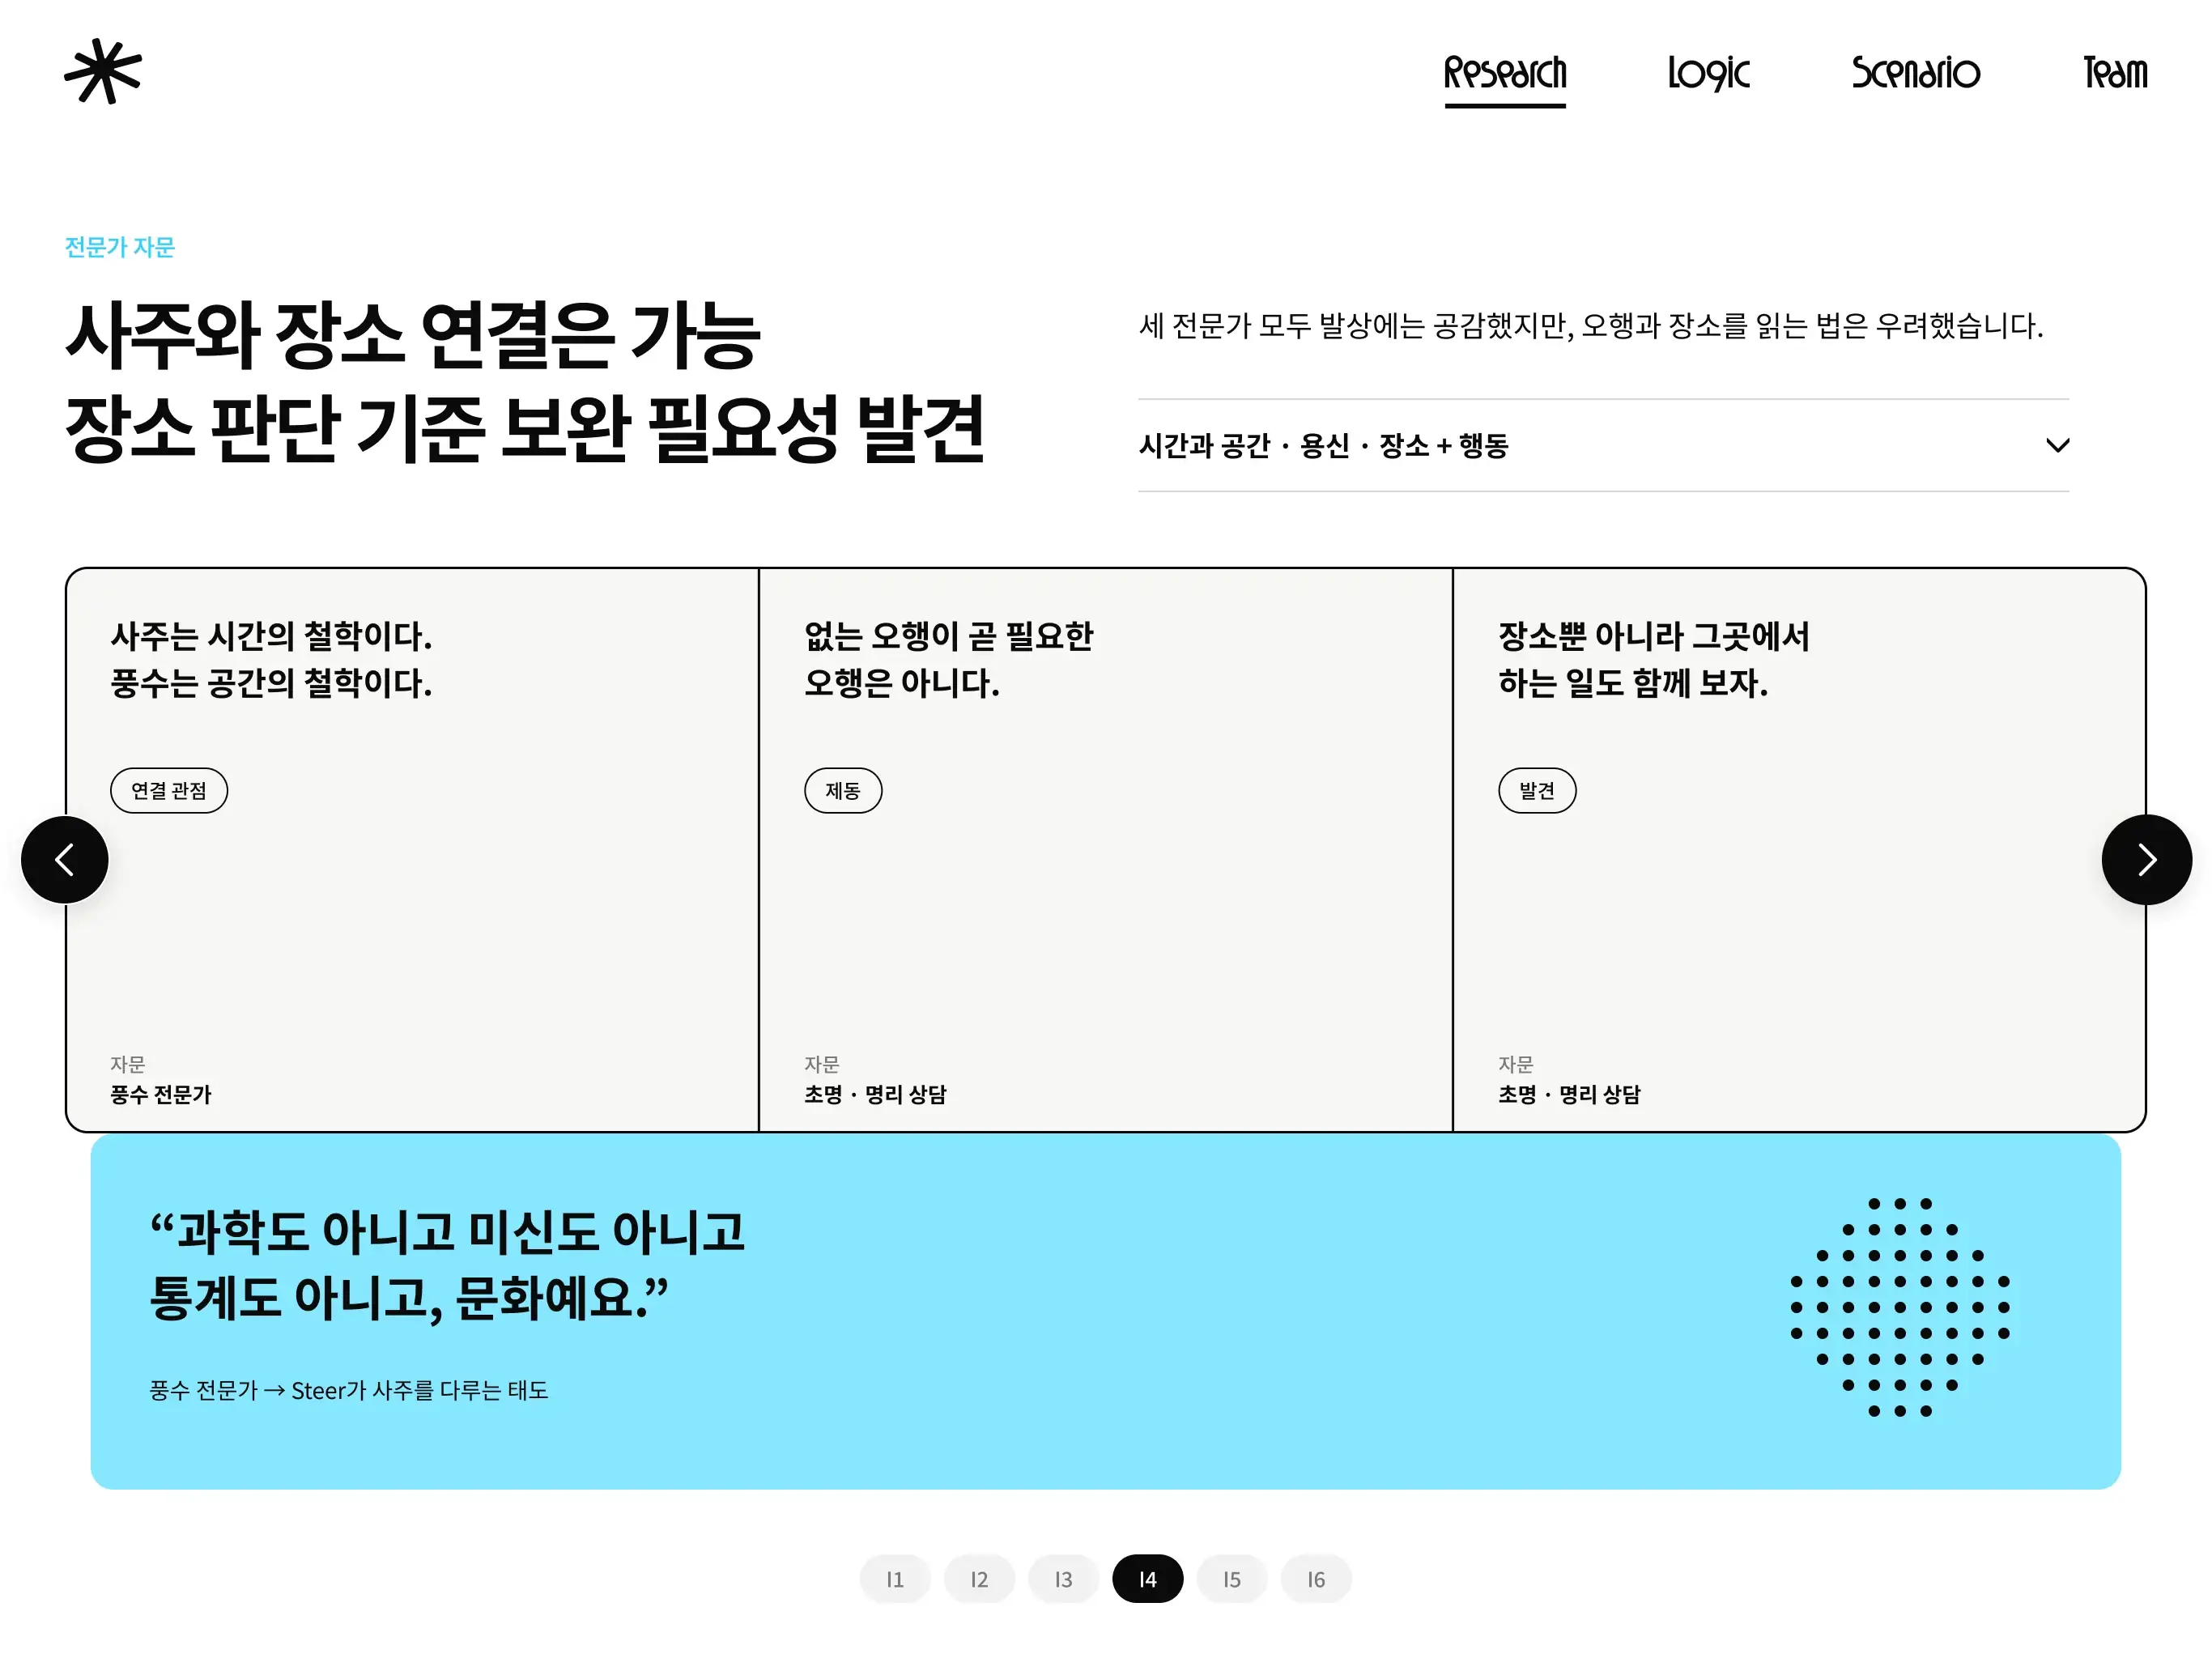 Research
Logic
Scenario
Team
전문가 자문
사주와 장소 연결은 가능
장소 판단 기준 보완 필요성 발견
세 전문가 모두 발상에는 공감했지만, 오행과 장소를 읽는 법은 우려했습니다.
시간과 공간 · 용신 · 장소 + 행동
사주는 시간의 철학이다.
풍수는 공간의 철학이다.
연결 관점
자문
풍수 전문가
없는 오행이 곧 필요한
오행은 아니다.
제동
자문
초명 · 명리 상담
장소뿐 아니라 그곳에서
하는 일도 함께 보자.
발견
자문
초명 · 명리 상담
“과학도 아니고 미신도 아니고
통계도 아니고, 문화예요.”
풍수 전문가 → Steer가 사주를 다루는 태도
I1
I2
I3
I4
I5
I6